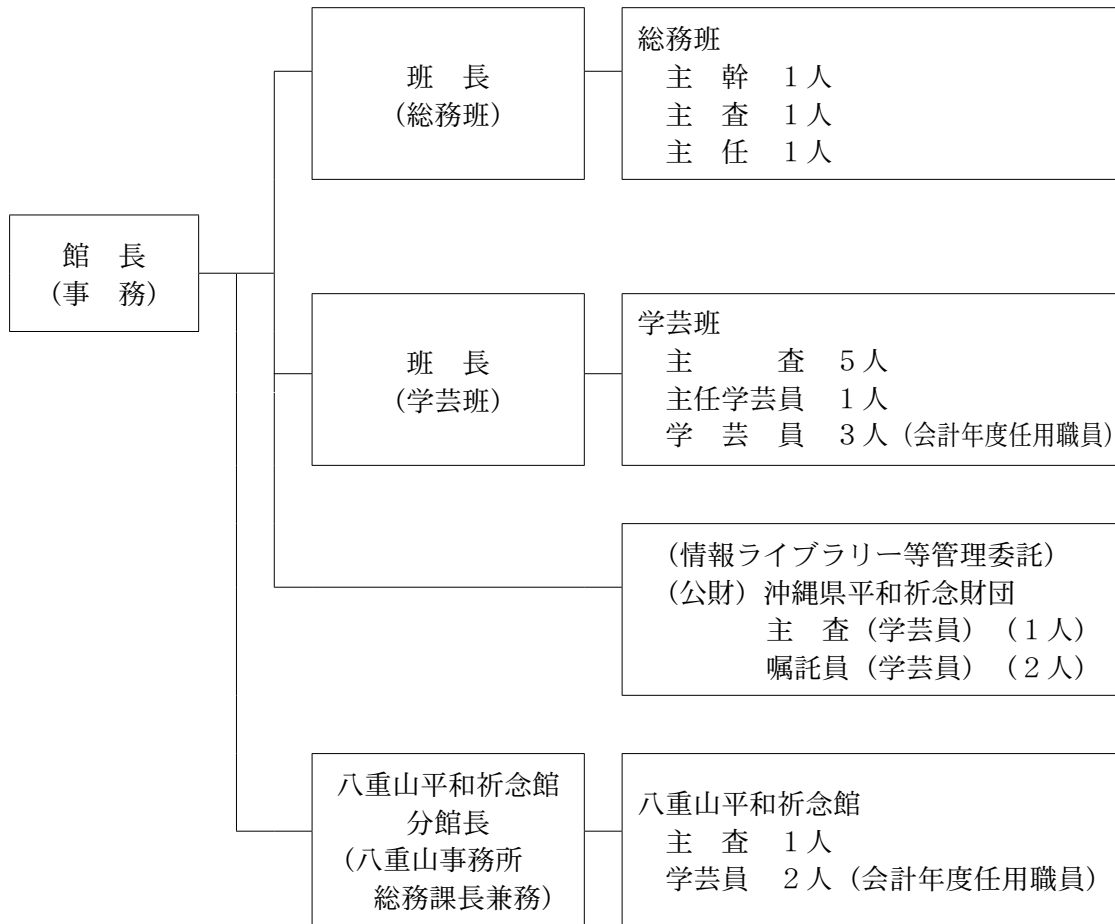 館　長
（事　務）
班　長
（総務班）
総務班
主　幹　１人
主　査　１人
主　任　１人
班　長
（学芸班）
学芸班
主　　　査　５人
主任学芸員　１人
学　芸　員　３人（会計年度任用職員）
（情報ライブラリー等管理委託）
（公財）沖縄県平和祈念財団
主　査（学芸員）（１人）
嘱託員（学芸員）（２人）
八重山平和祈念館
分館長
（八重山事務所
総務課長兼務）
八重山平和祈念館
主　査　１人
学芸員　２人（会計年度任用職員）